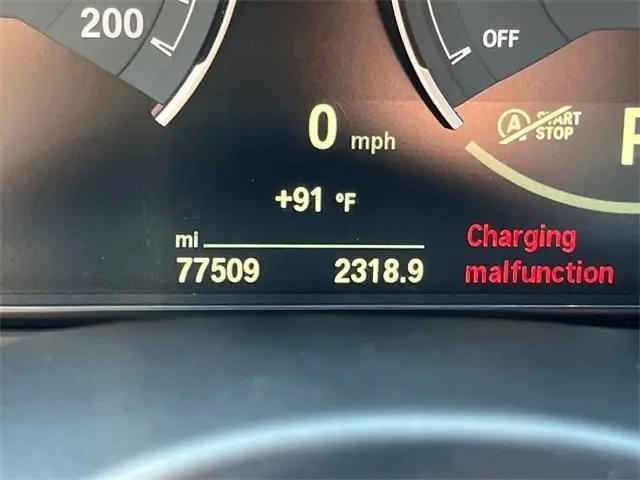 200
OFF
0 mph
A START
STOP
P
+91 °F
mi
77509 2318.9
Charging
malfunction